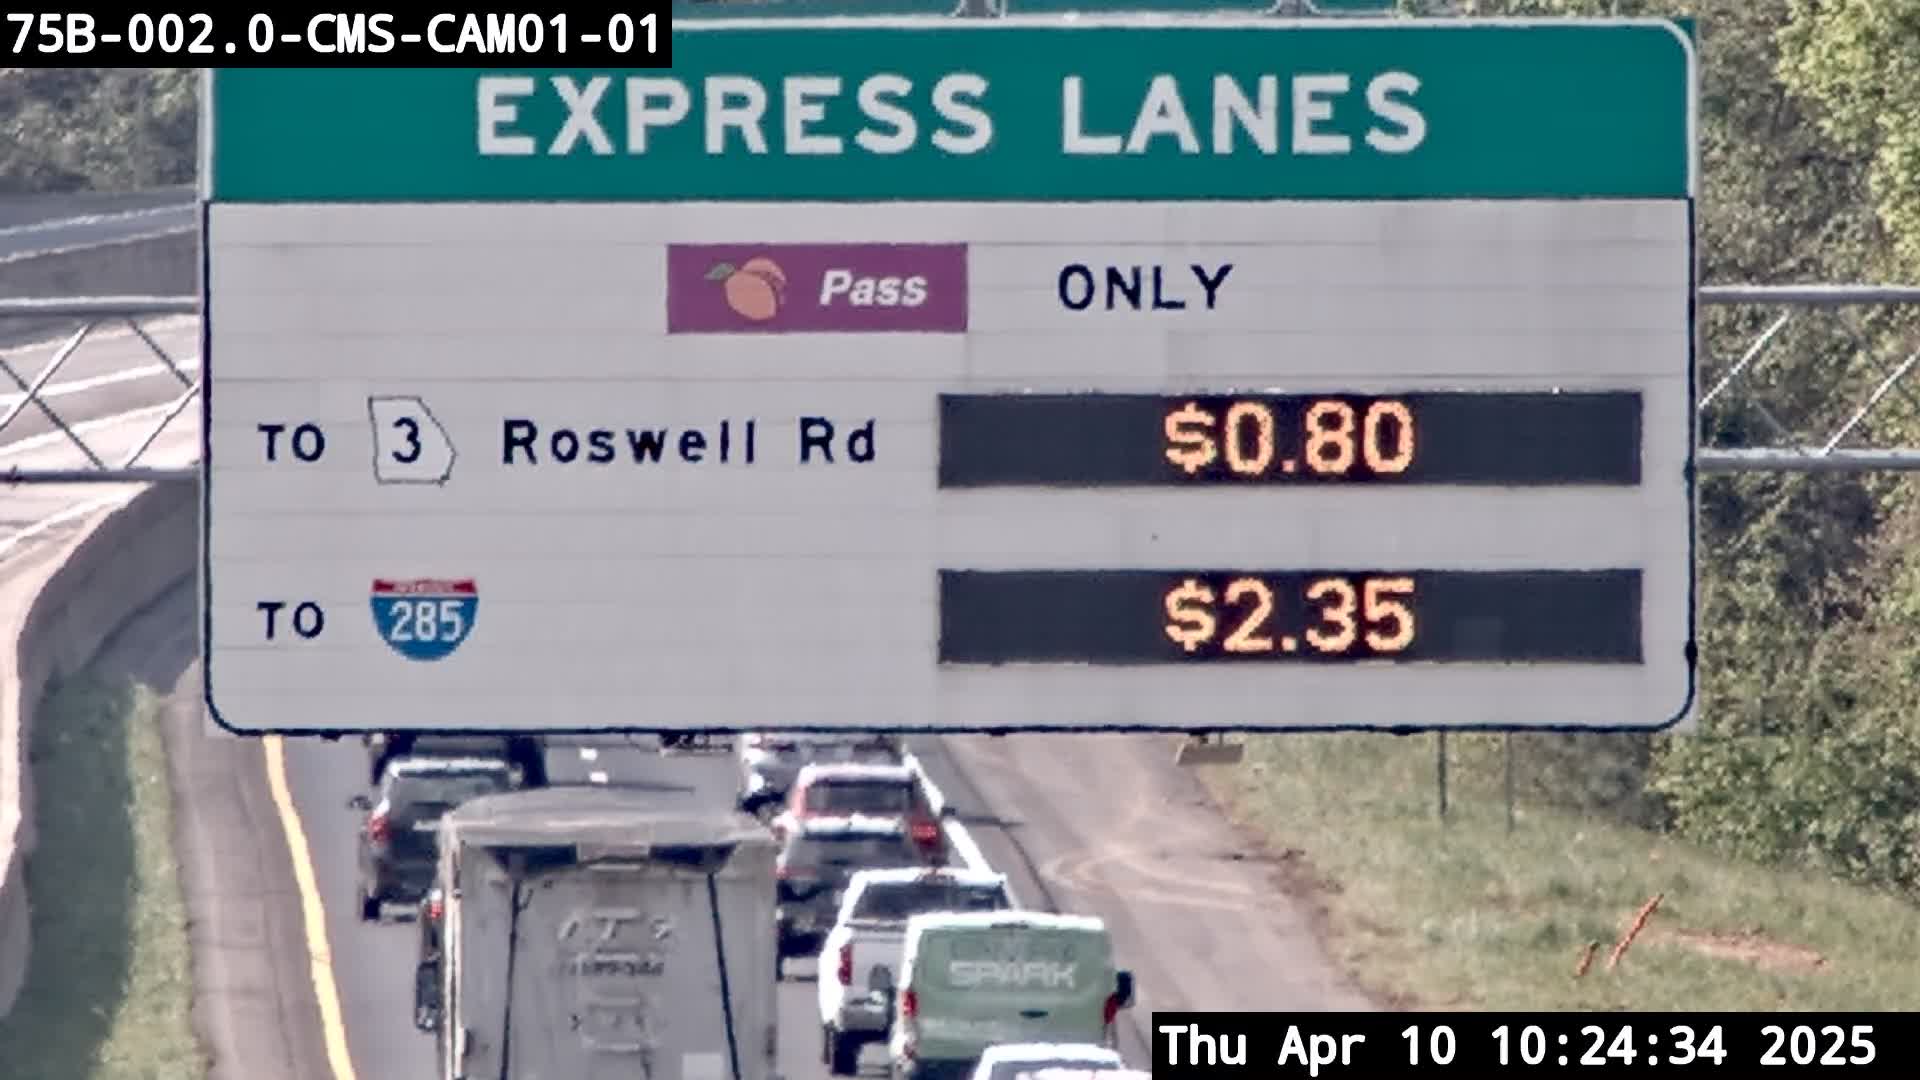 75B-002.0-CMS-CAM01-01
EXPRESS LANES
Pass ONLY
TO 3 Roswell Rd $0.80
TO 285 $2.35
SPARK
Thu Apr 10 10:24:34 2025